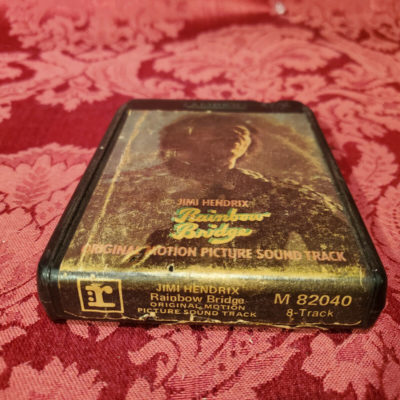 JIMI HENDRIX
Rainbow
Bridge
ORIGINAL MOTION PICTURE SOUND TRACK
r
JIMI HENDRIX
Rainbow Bridge
ORIGINAL MOTION
PICTURE SOUND TRACK
M 82040
8-Track